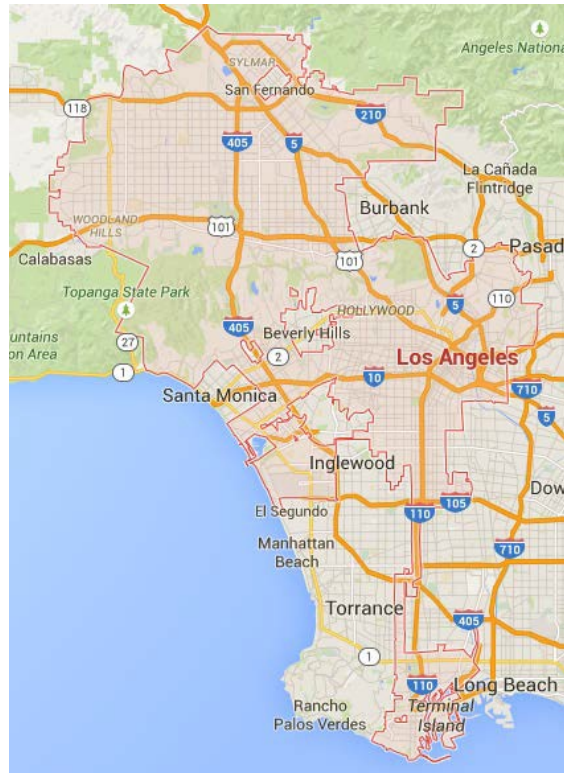 Angeles Nationa
SYLMAR
San Fernando
118
210
405
5
La Cañada
Flintridge
Burbank
WOODLAND
HILLS
101
2
Pasad
Calabasas
101
Topanga State Park
HOLLYWOOD
5
110
untains
on Area
405
Beverly Hills
27
2
Los Angeles
1
10
Santa Monica
710
5
Inglewood
Dow
El Segundo
110
105
Manhattan
Beach
710
Torrance
405
1
110
Long Beach
Rancho
Palos Verdes
Terminal
Island